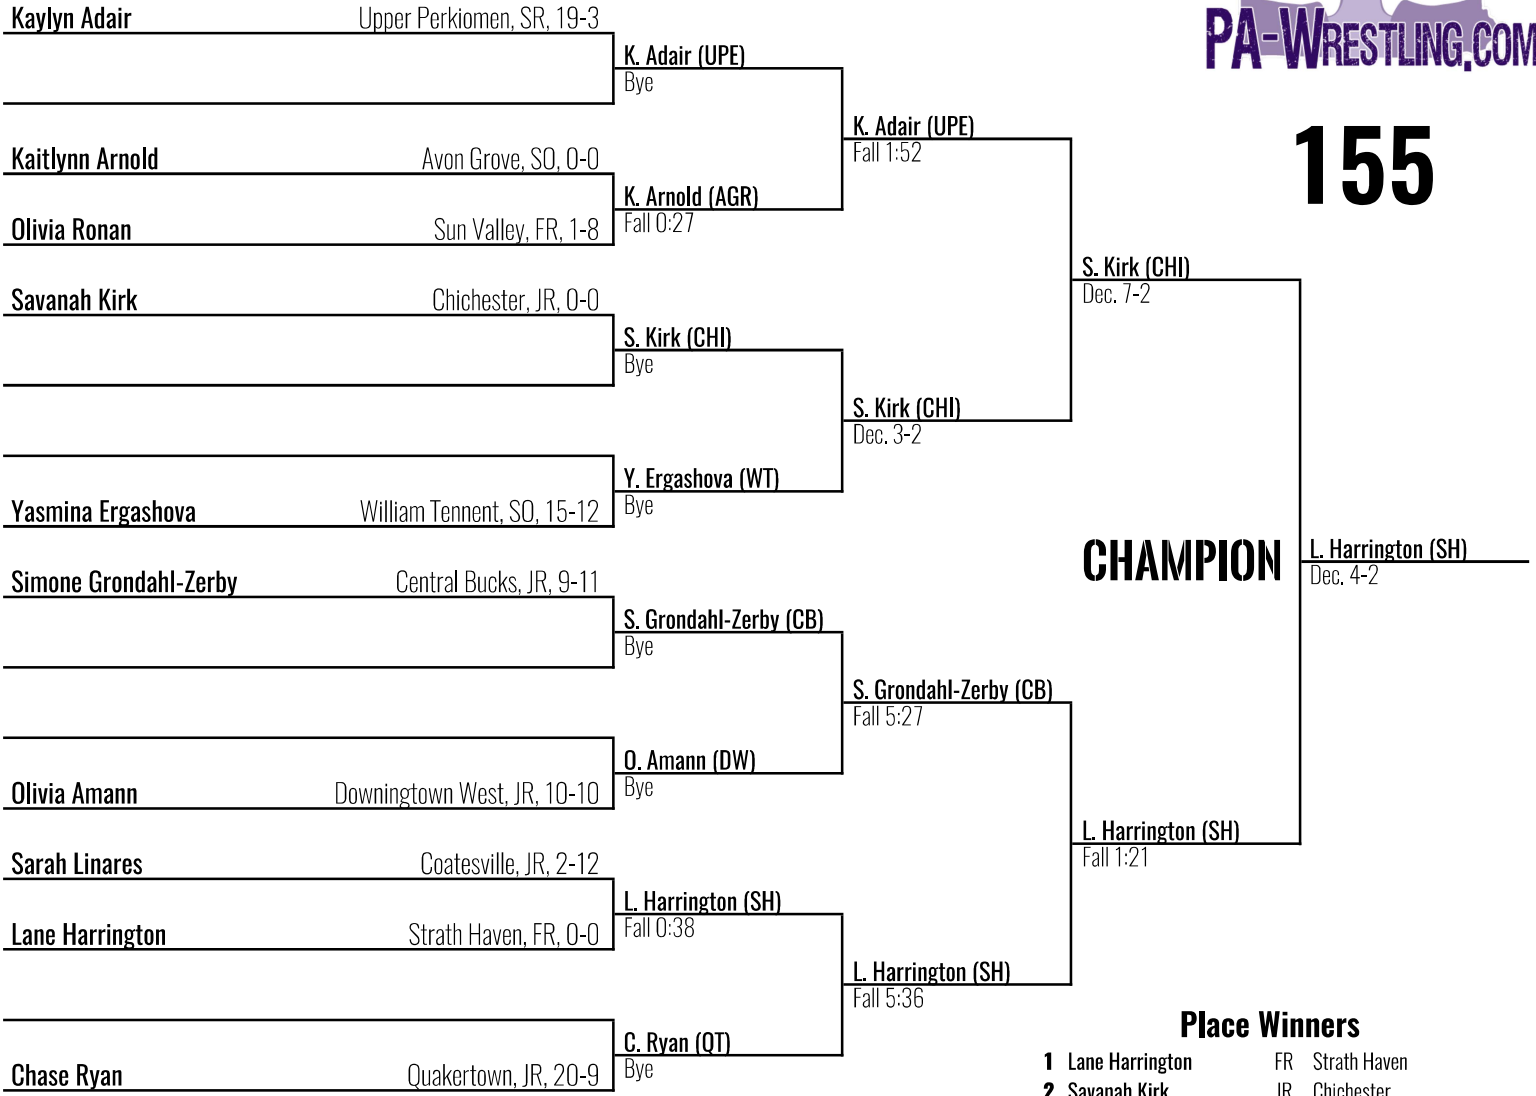 PA-WRESTLING.COM
155
Kaylyn Adair Upper Perkiomen, SR, 19-3
K. Adair (UPE)
Bye
K. Adair (UPE)
Fall 1:52
Kaitlynn Arnold Avon Grove, SO, 0-0
K. Arnold (AGR)
Fall 0:27
Olivia Ronan Sun Valley, FR, 1-8
S. Kirk (CHI)
Dec. 7-2
Savanah Kirk Chichester, JR, 0-0
S. Kirk (CHI)
Bye
S. Kirk (CHI)
Dec. 3-2
Y. Ergashova (WT)
Bye
Yasmina Ergashova William Tennent, SO, 15-12
CHAMPION
L. Harrington (SH)
Dec. 4-2
Simone Grondahl-Zerby Central Bucks, JR, 9-11
S. Grondahl-Zerby (CB)
Bye
S. Grondahl-Zerby (CB)
Fall 5:27
O. Amann (DW)
Bye
Olivia Amann Downingtown West, JR, 10-10
L. Harrington (SH)
Fall 1:21
Sarah Linares Coatesville, JR, 2-12
L. Harrington (SH)
Fall 0:38
Lane Harrington Strath Haven, FR, 0-0
L. Harrington (SH)
Fall 5:36
C. Ryan (QT)
Bye
Chase Ryan Quakertown, JR, 20-9
Place Winners
1 Lane Harrington FR Strath Haven
2 Savanah Kirk JR Chichester